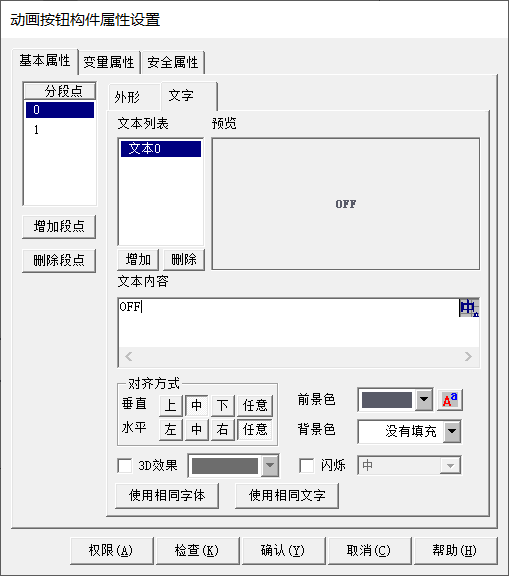 动画按钮构件属性设置
基本属性 变量属性 安全属性
分段点
0
1
增加段点
删除段点
外形 文字
文本列表 预览
文本0
OFF
增加 删除
文本内容
OFF
中
对齐方式
垂直 上 中 下 任意
水平 左 中 右 任意
前景色 Aa
背景色 没有填充
3D效果 闪烁 中
使用相同字体 使用相同文字
权限(A) 检查(K) 确认(Y) 取消(C) 帮助(H)